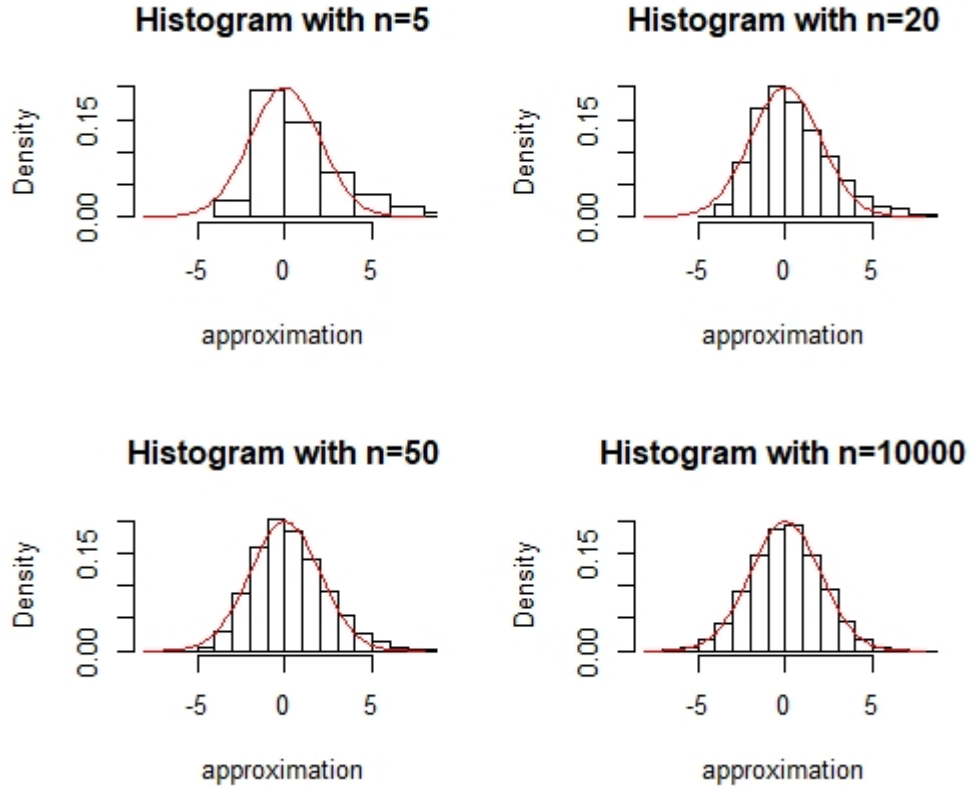 Histogram with n=5
Density
0.00
0.15
-5 0 5
approximation
Histogram with n=20
Density
0.00
0.15
-5 0 5
approximation
Histogram with n=50
Density
0.00
0.15
-5 0 5
approximation
Histogram with n=10000
Density
0.00
0.15
-5 0 5
approximation